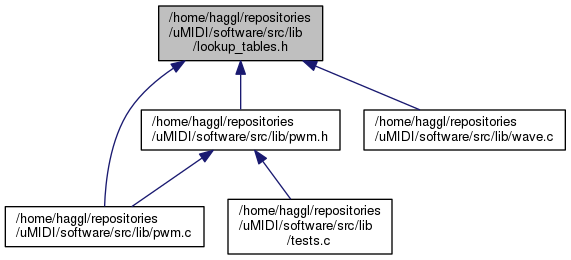 /home/haggl/repositories
/uMIDI/software/src/lib
/lookup_tables.h
/home/haggl/repositories
/uMIDI/software/src/lib/pwm.h
/home/haggl/repositories
/uMIDI/software/src/lib/wave.c
/home/haggl/repositories
/uMIDI/software/src/lib/pwm.c
/home/haggl/repositories
/uMIDI/software/src/lib
/tests.c